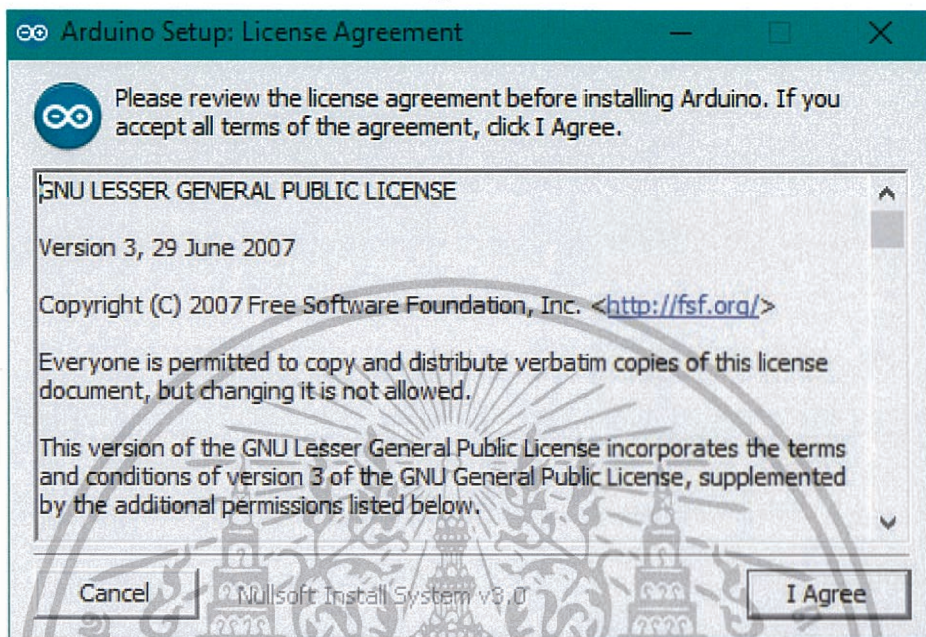 Arduino Setup: License Agreement
Please review the license agreement before installing Arduino. If you
accept all terms of the agreement, click I Agree.
GNU LESSER GENERAL PUBLIC LICENSE
Version 3, 29 June 2007
Copyright (C) 2007 Free Software Foundation, Inc. <http://fsf.org/>
Everyone is permitted to copy and distribute verbatim copies of this license
document, but changing it is not allowed.
This version of the GNU Lesser General Public License incorporates the terms
and conditions of version 3 of the GNU General Public License, supplemented
by the additional permissions listed below.
Cancel
Nullsoft Install System v3.0
I Agree